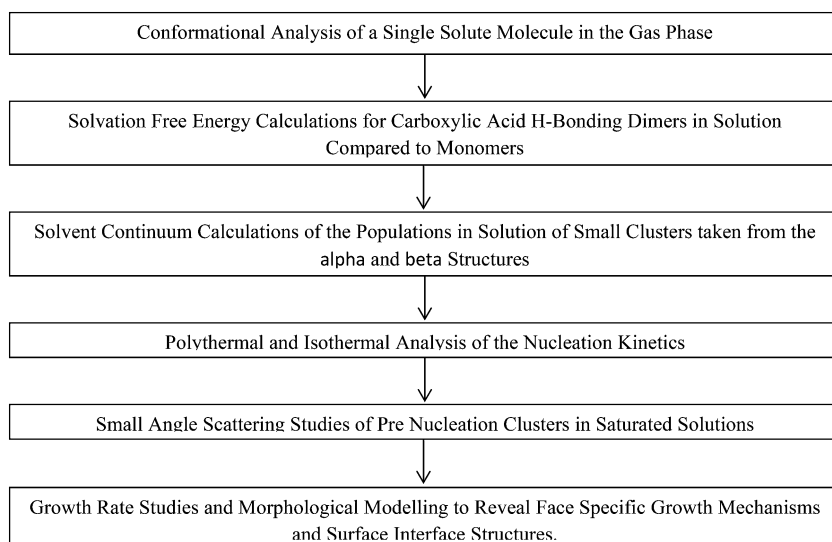 Conformational Analysis of a Single Solute Molecule in the Gas Phase
Solvation Free Energy Calculations for Carboxylic Acid H-Bonding Dimers in Solution
Compared to Monomers
Solvent Continuum Calculations of the Populations in Solution of Small Clusters taken from the
alpha and beta Structures
Polythermal and Isothermal Analysis of the Nucleation Kinetics
Small Angle Scattering Studies of Pre Nucleation Clusters in Saturated Solutions
Growth Rate Studies and Morphological Modelling to Reveal Face Specific Growth Mechanisms
and Surface Interface Structures.